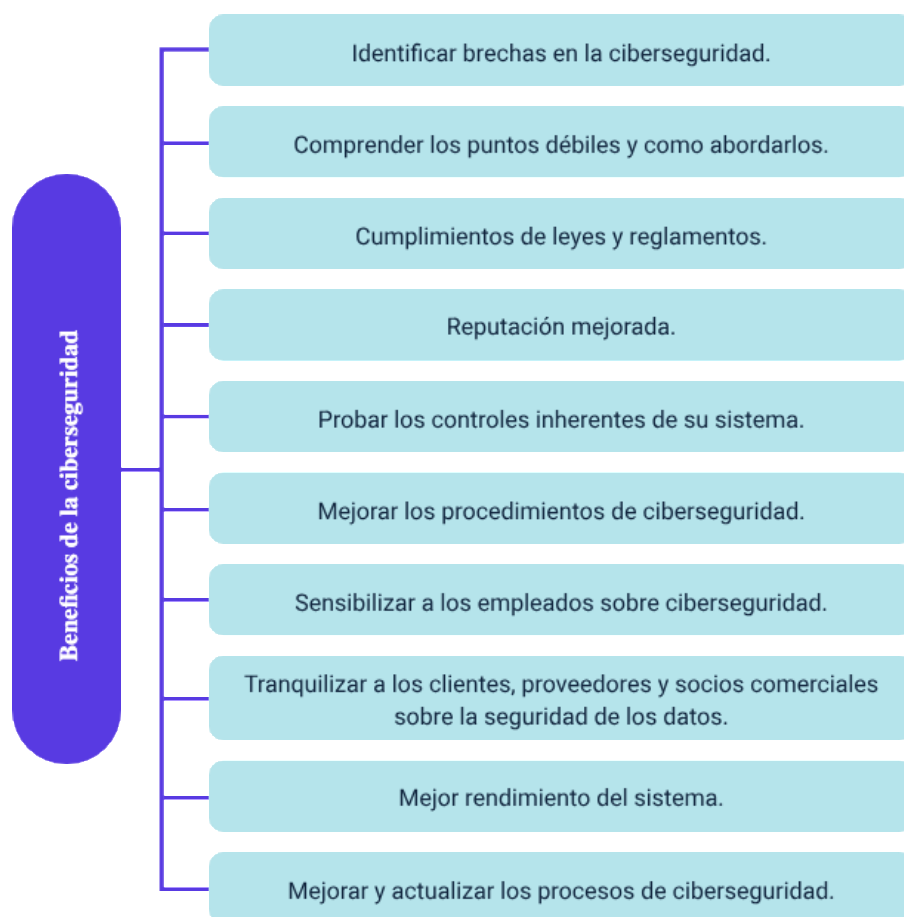 Beneficios de la ciberseguridad
Identificar brechas en la ciberseguridad.
Comprender los puntos débiles y como abordarlos.
Cumplimientos de leyes y reglamentos.
Reputación mejorada.
Probar los controles inherentes de su sistema.
Mejorar los procedimientos de ciberseguridad.
Sensibilizar a los empleados sobre ciberseguridad.
Tranquilizar a los clientes, proveedores y socios comerciales
sobre la seguridad de los datos.
Mejor rendimiento del sistema.
Mejorar y actualizar los procesos de ciberseguridad.